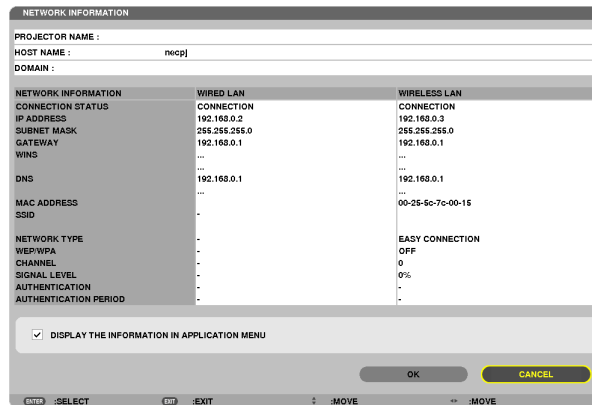 NETWORK INFORMATION
PROJECTOR NAME :
HOST NAME : necpj
DOMAIN :
NETWORK INFORMATION WIRED LAN WIRELESS LAN
CONNECTION STATUS CONNECTION CONNECTION
IP ADDRESS 192.168.0.2 192.168.0.3
SUBNET MASK 255.255.255.0 255.255.255.0
GATEWAY 192.168.0.1 192.168.0.1
WINS ... ...
... ...
DNS 192.168.0.1 192.168.0.1
... ...
MAC ADDRESS 00-25-5c-7c-00-15
SSID -
NETWORK TYPE - EASY CONNECTION
WEP/WPA - OFF
CHANNEL - 0
SIGNAL LEVEL - 0%
AUTHENTICATION - -
AUTHENTICATION PERIOD - -
DISPLAY THE INFORMATION IN APPLICATION MENU
OK CANCEL
ENTER :SELECT EXIT :EXIT :MOVE :MOVE